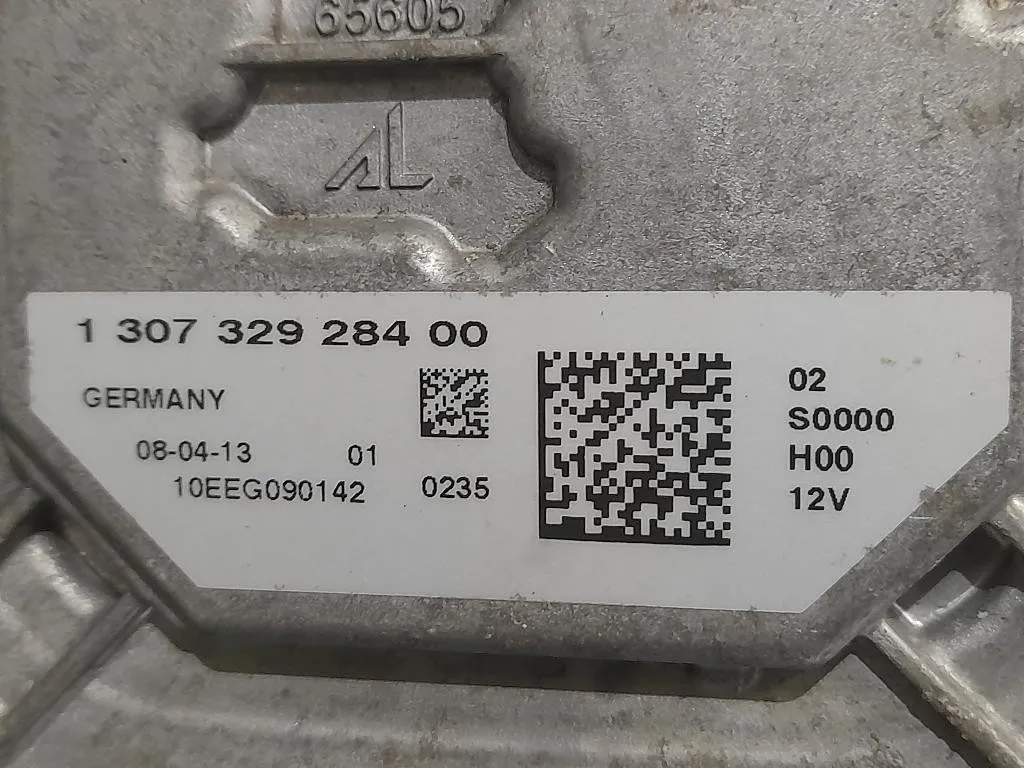 65605
AL
1 307 329 284 00
GERMANY
08-04-13 01
10EEG090142 0235
02
S0000
H00
12V